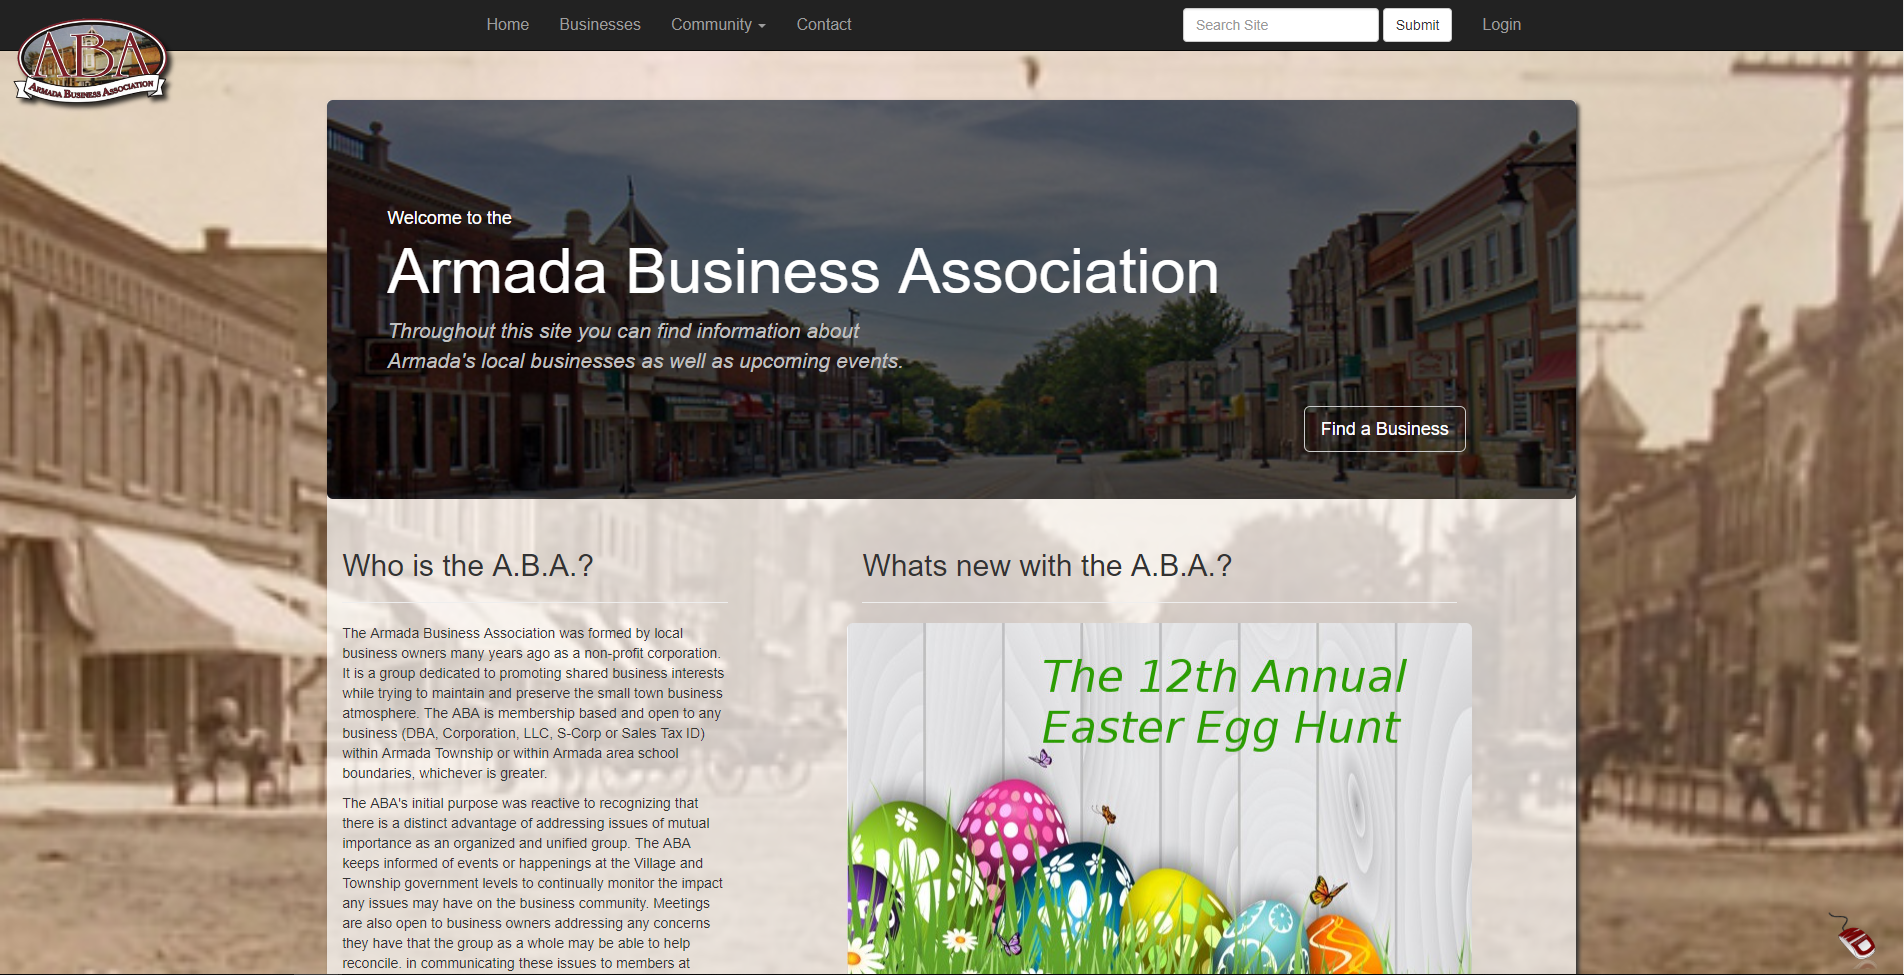 Home Businesses Community Contact Search Site Submit Login
ABA
ARMADA BUSINESS ASSOCIATION
Welcome to the
Armada Business Association
Throughout this site you can find information about
Armada's local businesses as well as upcoming events.
Find a Business
Who is the A.B.A.?
The Armada Business Association was formed by local
business owners many years ago as a non-profit corporation.
It is a group dedicated to promoting shared business interests
while trying to maintain and preserve the small town business
atmosphere. The ABA is membership based and open to any
business (DBA, Corporation, LLC, S-Corp or Sales Tax ID)
within Armada Township or within Armada area school
boundaries, whichever is greater.
The ABA's initial purpose was reactive to recognizing that
there is a distinct advantage of addressing issues of mutual
importance as an organized and unified group. The ABA
keeps informed of events or happenings at the Village and
Township government levels to continually monitor the impact
any issues may have on the business community. Meetings
are also open to business owners addressing any concerns
they have that the group as a whole may be able to help
reconcile. in communicating these issues to members at
Whats new with the A.B.A.?
The 12th Annual
Easter Egg Hunt